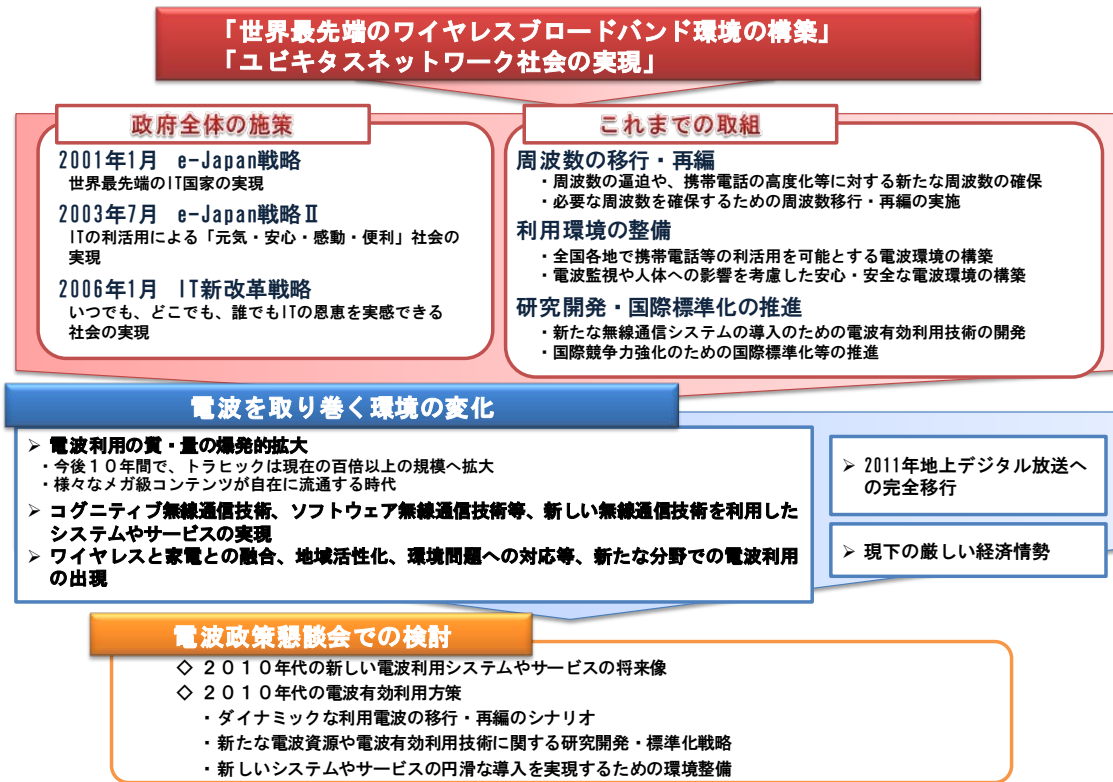 「世界最先端のワイヤレスブロードバンド環境の構築」
「ユビキタスネットワーク社会の実現」
政府全体の施策
2001年1月 e-Japan戦略
世界最先端のIT国家の実現
2003年7月 e-Japan戦略Ⅱ
ITの利活用による「元気・安心・感動・便利」社会の
実現
2006年1月 IT新改革戦略
いつでも、どこでも、誰でもITの恩恵を実感できる
社会の実現
これまでの取組
周波数の移行・再編
・周波数の逼迫や、携帯電話の高度化等に対する新たな周波数の確保
・必要な周波数を確保するための周波数移行・再編の実施
利用環境の整備
・全国各地で携帯電話等の利活用を可能とする電波環境の構築
・電波監視や人体への影響を考慮した安心・安全な電波環境の構築
研究開発・国際標準化の推進
・新たな無線通信システムの導入のための電波有効利用技術の開発
・国際競争力強化のための国際標準化等の推進
電波を取り巻く環境の変化
➢ 電波利用の質・量の爆発的拡大
・今後10年間で、トラヒックは現在の百倍以上の規模へ拡大
・様々なメガ級コンテンツが自在に流通する時代
➢ コグニティブ無線通信技術、ソフトウェア無線通信技術等、新しい無線通信技術を利用した
システムやサービスの実現
➢ ワイヤレスと家電との融合、地域活性化、環境問題への対応等、新たな分野での電波利用
の出現
➢ 2011年地上デジタル放送へ
の完全移行
➢ 現下の厳しい経済情勢
電波政策懇談会での検討
◇ 2010年代の新しい電波利用システムやサービスの将来像
◇ 2010年代の電波有効利用方策
・ダイナミックな利用電波の移行・再編のシナリオ
・新たな電波資源や電波有効利用技術に関する研究開発・標準化戦略
・新しいシステムやサービスの円滑な導入を実現するための環境整備